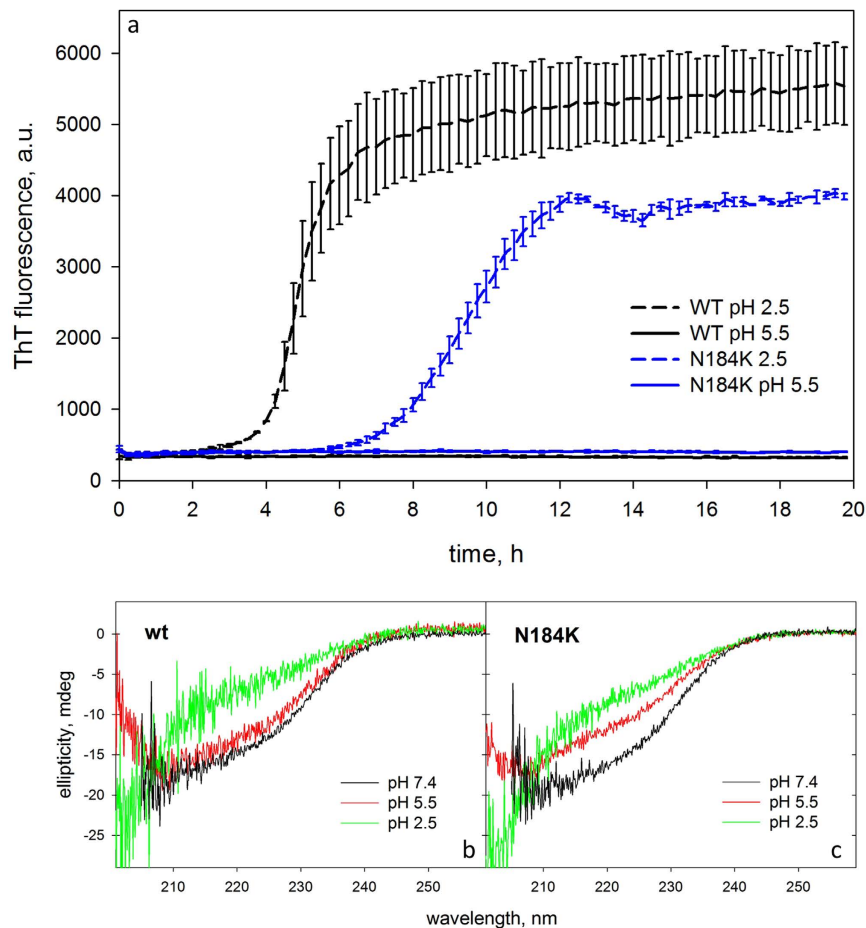 a
6000
5000
4000
3000
2000
1000
0
ThT fluorescence, a.u.
WT pH 2.5
WT pH 5.5
N184K 2.5
N184K pH 5.5
0 2 4 6 8 10 12 14 16 18 20
time, h
wt
N184K
0
-5
-10
-15
-20
-25
ellipticity, mdeg
pH 7.4
pH 5.5
pH 2.5
b
pH 7.4
pH 5.5
pH 2.5
c
210 220 230 240 250
210 220 230 240 250
wavelength, nm